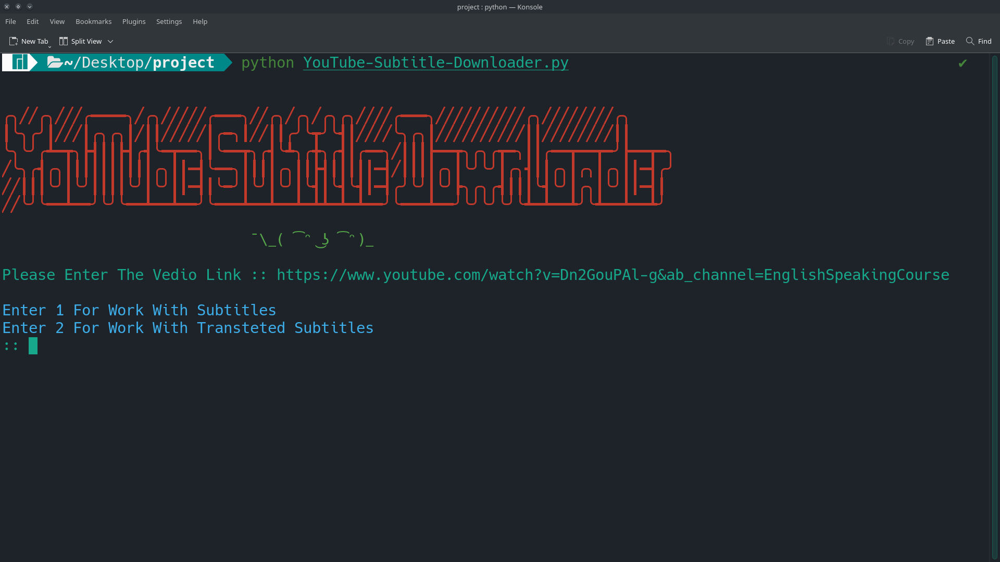 project : python — Konsole
File Edit View Bookmarks Plugins Settings Help
New Tab Split View Copy Paste Find
~/Desktop/project python YouTube-Subtitle-Downloader.py ✔
YouTubeSubtitleDownloader
¯\_( ͡ᵔ ͜ʖ ͡ᵔ )_
Please Enter The Vedio Link :: https://www.youtube.com/watch?v=Dn2GouPAl-g&ab_channel=EnglishSpeakingCourse
Enter 1 For Work With Subtitles
Enter 2 For Work With Transteted Subtitles
::